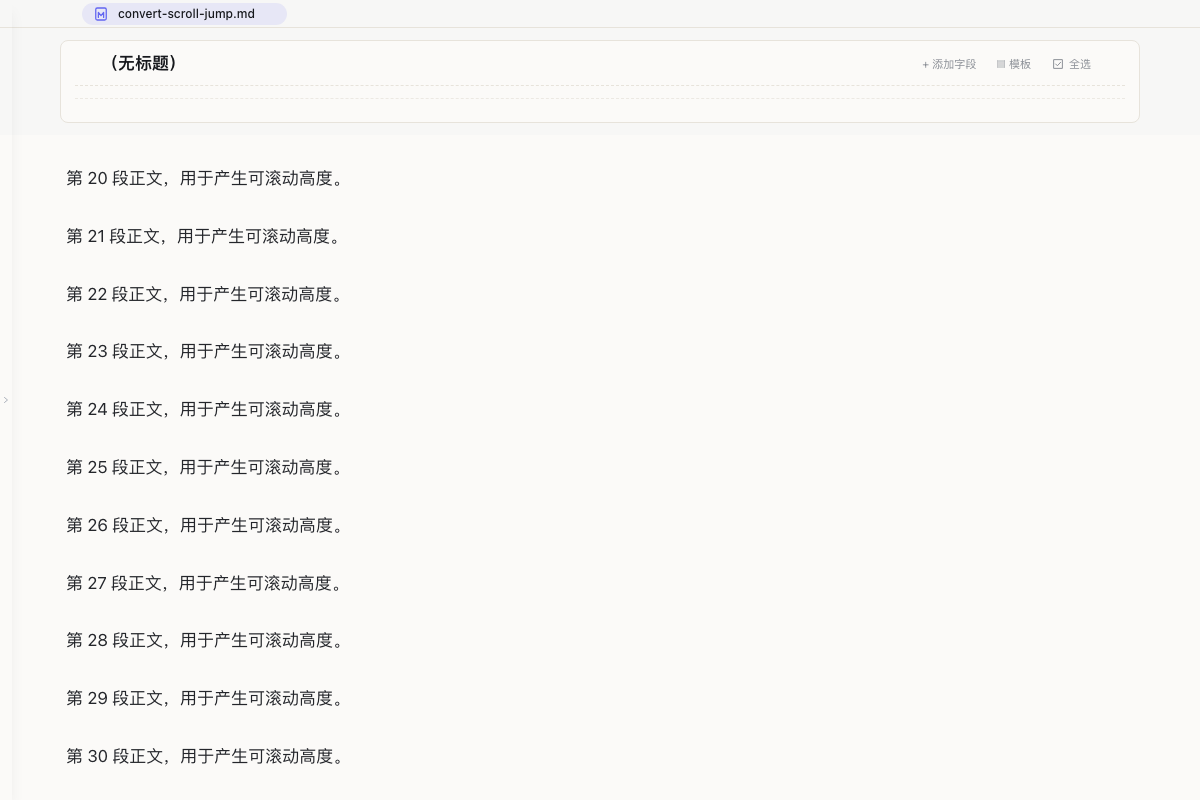 convert-scroll-jump.md
（无标题）
+ 添加字段 模板 全选
第 20 段正文，用于产生可滚动高度。
第 21 段正文，用于产生可滚动高度。
第 22 段正文，用于产生可滚动高度。
第 23 段正文，用于产生可滚动高度。
第 24 段正文，用于产生可滚动高度。
第 25 段正文，用于产生可滚动高度。
第 26 段正文，用于产生可滚动高度。
第 27 段正文，用于产生可滚动高度。
第 28 段正文，用于产生可滚动高度。
第 29 段正文，用于产生可滚动高度。
第 30 段正文，用于产生可滚动高度。